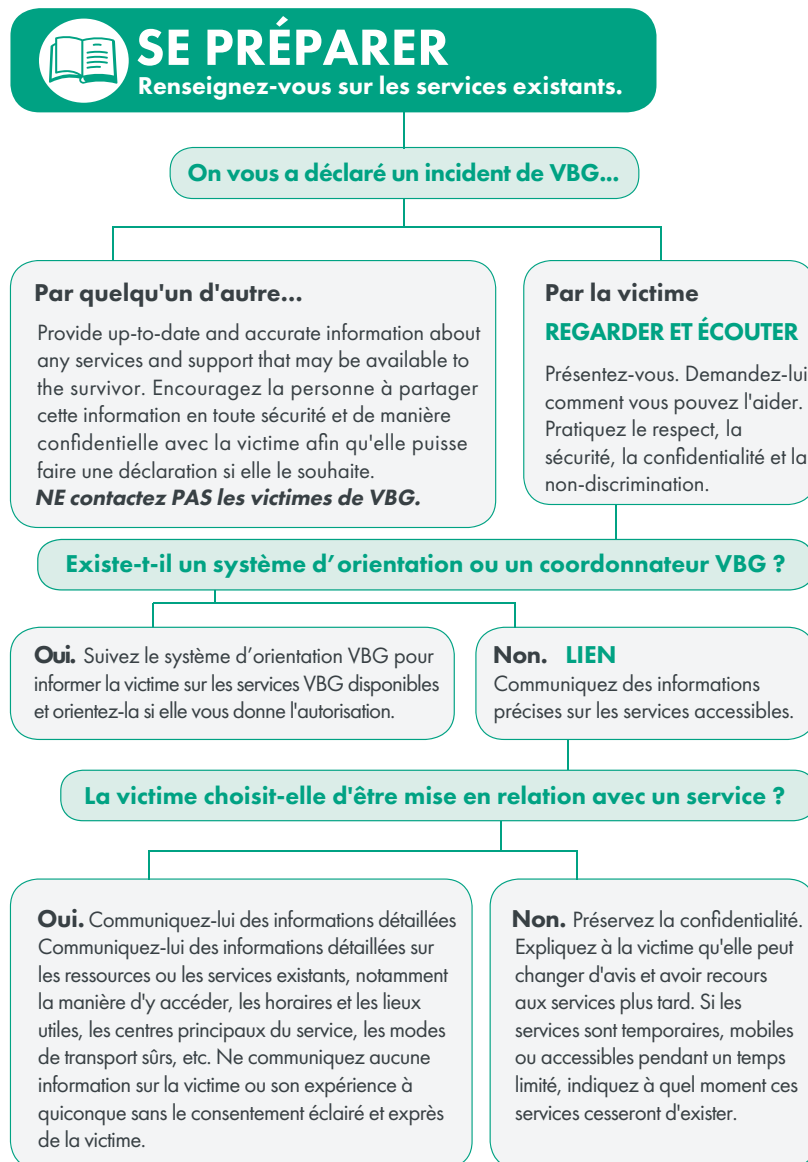 SE PRÉPARER
Renseignez-vous sur les services existants.
On vous a déclaré un incident de VBG...
Par quelqu'un d'autre...
Provide up-to-date and accurate information about
any services and support that may be available to
the survivor. Encouragez la personne à partager
cette information en toute sécurité et de manière
confidentielle avec la victime afin qu'elle puisse
faire une déclaration si elle le souhaite.
NE contactez PAS les victimes de VBG.
Par la victime
REGARDER ET ÉCOUTER
Présentez-vous. Demandez-lui
comment vous pouvez l'aider.
Pratiquez le respect, la
sécurité, la confidentialité et la
non-discrimination.
Existe-t-il un système d'orientation ou un coordonnateur VBG ?
Oui. Suivez le système d'orientation VBG pour
informer la victime sur les services VBG disponibles
et orientez-la si elle vous donne l'autorisation.
Non. LIEN
Communiquez des informations
précises sur les services accessibles.
La victime choisit-elle d'être mise en relation avec un service ?
Oui. Communiquez-lui des informations détaillées
Communiquez-lui des informations détaillées sur
les ressources ou les services existants, notamment
la manière d'y accéder, les horaires et les lieux
utiles, les centres principaux du service, les modes
de transport sûrs, etc. Ne communiquez aucune
information sur la victime ou son expérience à
quiconque sans le consentement éclairé et exprès
de la victime.
Non. Préservez la confidentialité.
Expliquez à la victime qu'elle peut
changer d'avis et avoir recours
aux services plus tard. Si les
services sont temporaires, mobiles
ou accessibles pendant un temps
limité, indiquez à quel moment ces
services cesseront d'exister.